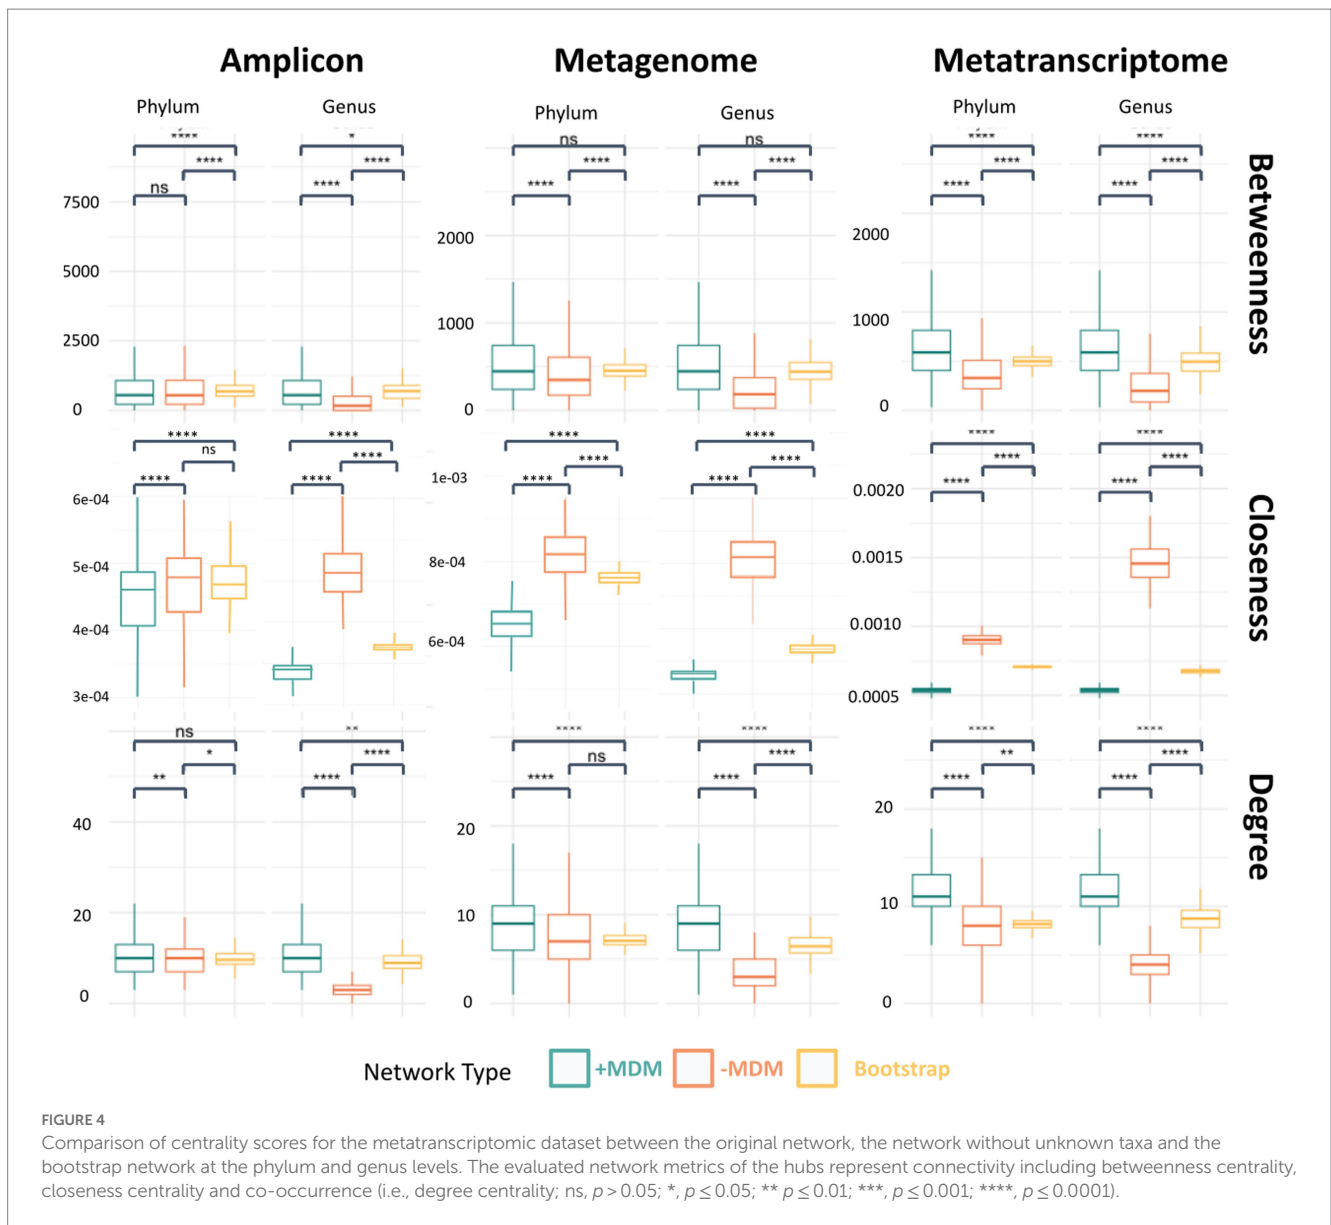 Amplicon Metagenome Metatranscriptome
Phylum Genus Phylum Genus Phylum Genus
**** * ns ns **** ****
**** **** **** **** **** ****
ns **** **** **** **** ****
Betweenness
7500
5000
2500
0
2000
1000
0
2000
1000
0
**** **** **** **** **** ****
ns **** **** **** **** ****
**** **** **** **** **** ****
Closeness
6e-04
5e-04
4e-04
3e-04
1e-03
8e-04
6e-04
0.0020
0.0015
0.0010
0.0005
ns ** **** **** **** ****
* **** ns **** ** ****
** **** **** **** **** ****
Degree
40
20
0
20
10
0
20
10
0
Network Type +MDM -MDM Bootstrap
FIGURE 4
Comparison of centrality scores for the metatranscriptomic dataset between the original network, the network without unknown taxa and the
bootstrap network at the phylum and genus levels. The evaluated network metrics of the hubs represent connectivity including betweenness centrality,
closeness centrality and co-occurrence (i.e., degree centrality; ns, p > 0.05; *, p ≤ 0.05; ** p ≤ 0.01; ***, p ≤ 0.001; ****, p ≤ 0.0001).